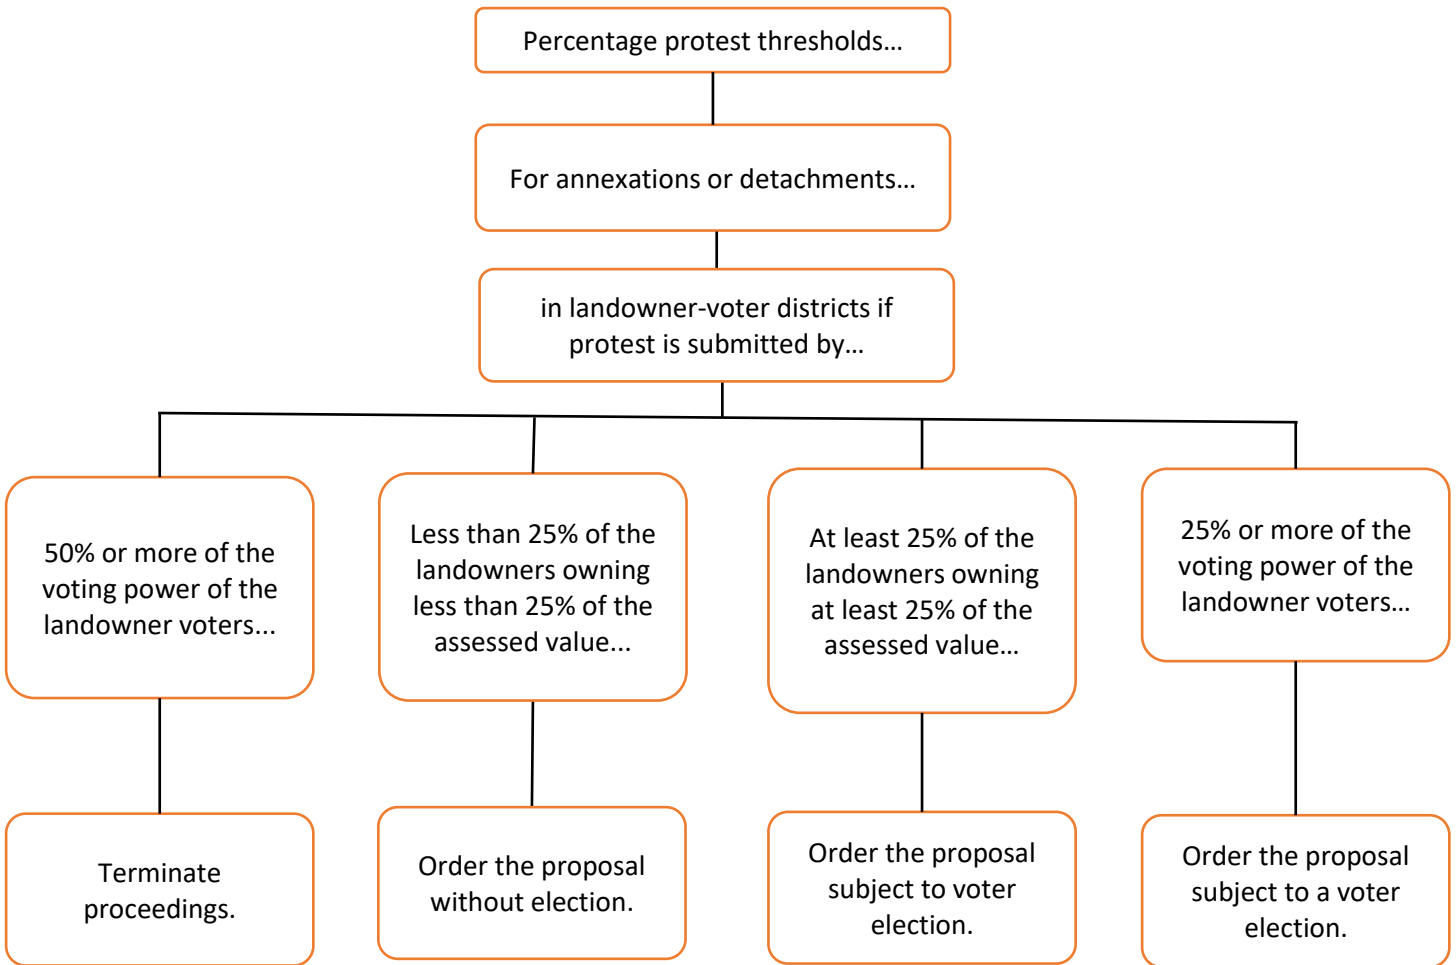 Percentage protest thresholds…
For annexations or detachments…
in landowner-voter districts if
protest is submitted by…
50% or more of the
voting power of the
landowner voters...
Less than 25% of the
landowners owning
less than 25% of the
assessed value...
At least 25% of the
landowners owning
at least 25% of the
assessed value…
25% or more of the
voting power of the
landowner voters…
Terminate
proceedings.
Order the proposal
without election.
Order the proposal
subject to voter
election.
Order the proposal
subject to a voter
election.